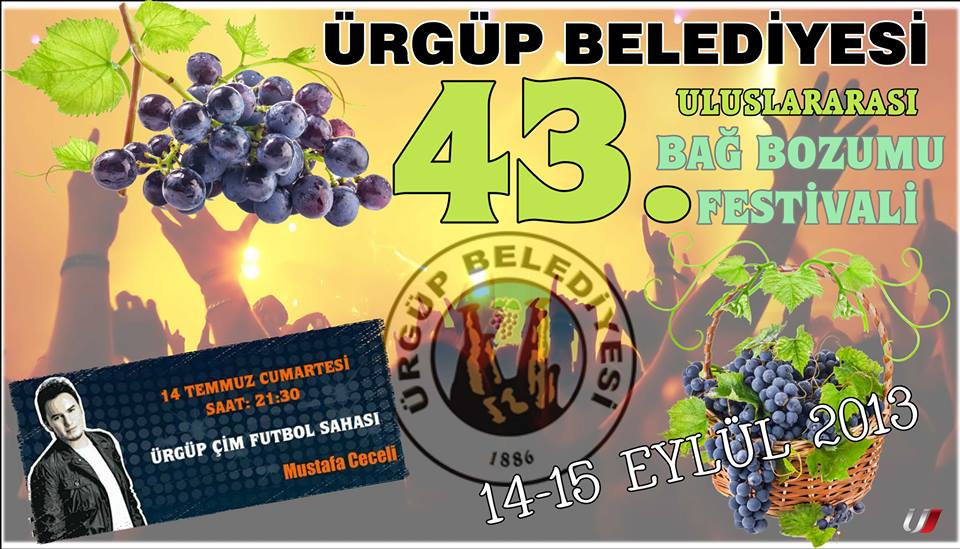 ÜRGÜP BELEDİYESİ
43.
ULUSLARARASI
BAĞ BOZUMU
FESTİVALİ
ÜRGÜP BELEDİYESİ
1886
14 TEMMUZ CUMARTESİ
SAAT: 21:30
ÜRGÜP ÇİM FUTBOL SAHASI
Mustafa Ceceli
14-15 EYLÜL 2013